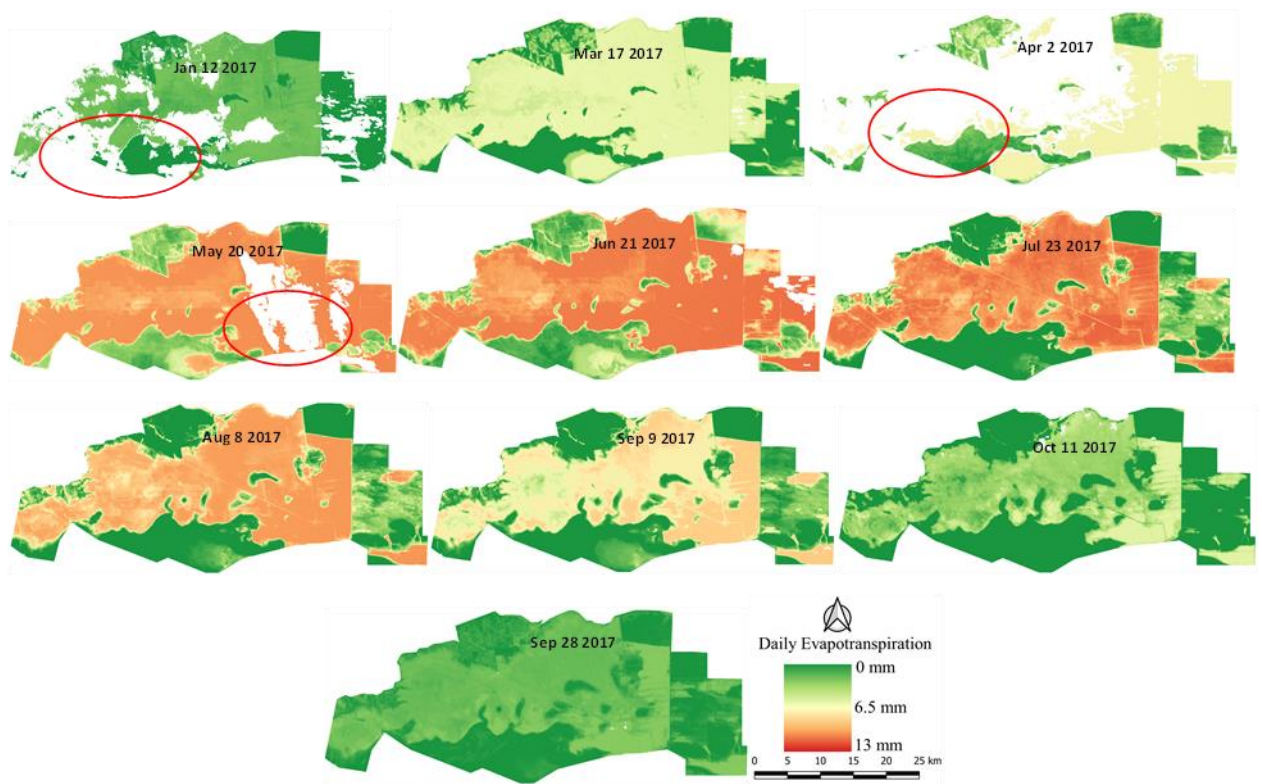 Jan 12 2017
Mar 17 2017
Apr 2 2017
May 20 2017
Jun 21 2017
Jul 23 2017
Aug 8 2017
Sep 9 2017
Oct 11 2017
Sep 28 2017
Daily Evapotranspiration
0 mm
6.5 mm
13 mm
0 5 10 15 20 25 km